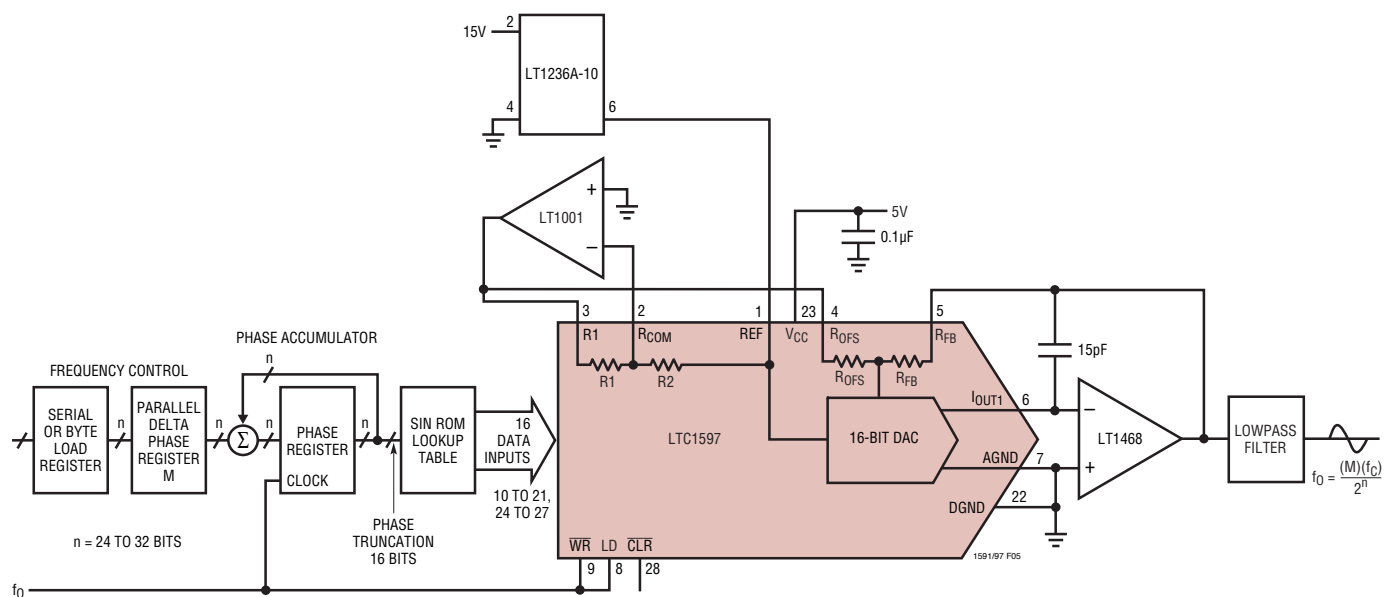 15V
2
LT1236A-10
4
6
LT1001
+
–
5V
0.1µF
3
2
1
23
4
5
R1
RCOM
REF
VCC
ROFS
RFB
R1
R2
ROFS
RFB
15pF
LTC1597
16-BIT DAC
IOUT1
6
AGND
7
DGND
22
–
LT1468
+
LOWPASS
FILTER
fO = (M)(fC)
2n
PHASE ACCUMULATOR
n
FREQUENCY CONTROL
SERIAL
OR BYTE
LOAD
REGISTER
n
PARALLEL
DELTA
PHASE
REGISTER
M
n
Σ
n
PHASE
REGISTER
CLOCK
n
SIN ROM
LOOKUP
TABLE
16
DATA
INPUTS
10 TO 21,
24 TO 27
PHASE
TRUNCATION
16 BITS
n = 24 TO 32 BITS
WR
LD
CLR
9
8
28
1591/97 F05
fO